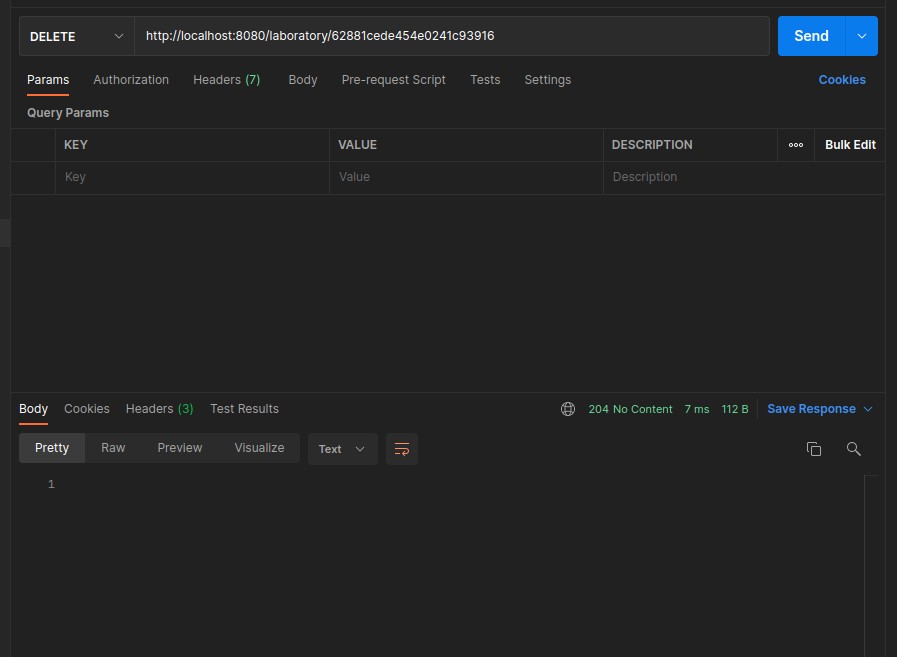 DELETE http://localhost:8080/laboratory/62881cede454e0241c93916 Send
Params Authorization Headers (7) Body Pre-request Script Tests Settings Cookies
Query Params
KEY VALUE DESCRIPTION ooo Bulk Edit
Key Value Description
Body Cookies Headers (3) Test Results 204 No Content 7 ms 112 B Save Response
Pretty Raw Preview Visualize Text
1